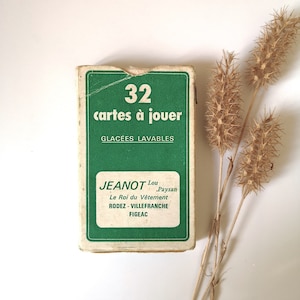 32
cartes à jouer
GLACÉES LAVABLES
JEANOT Lou Paysan
Le Roi du Vêtement
RODEZ - VILLEFRANCHE
FIGEAC